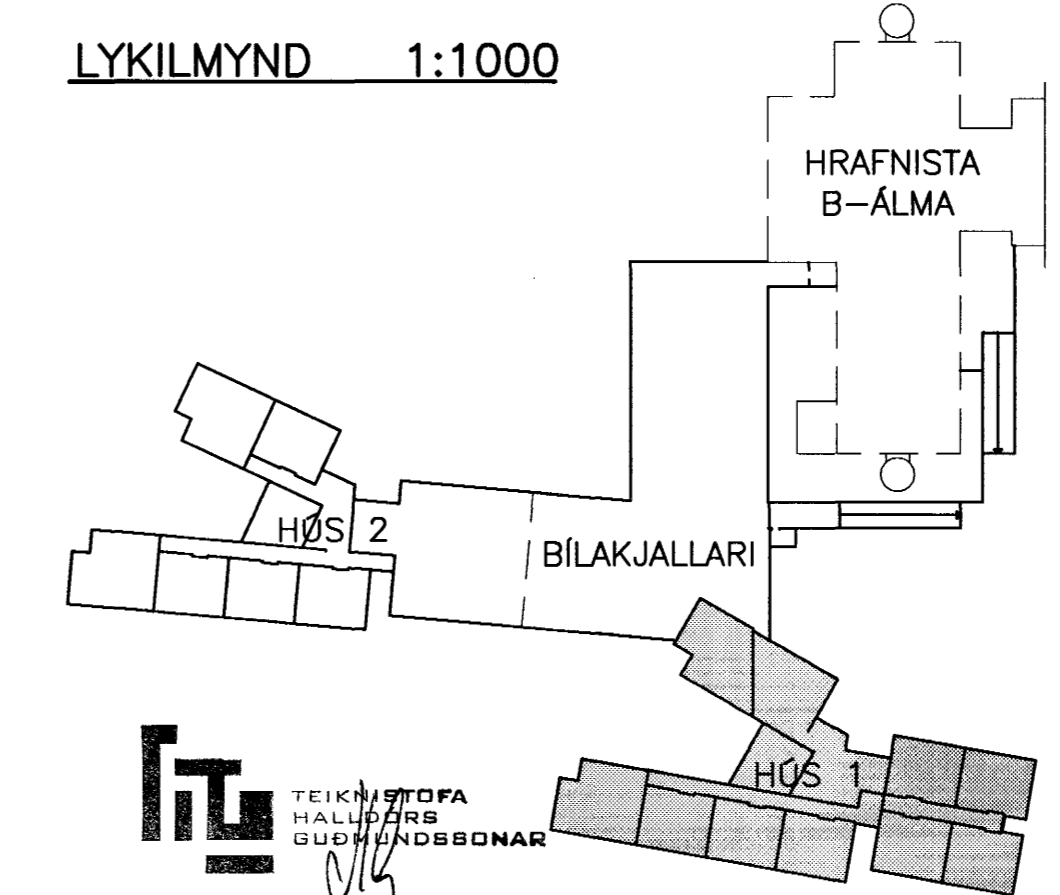 LYKILMYND 1:1000
HRAFNISTA
B-ÁLMA
HÚS 2
BÍLAKJALLARI
HÚS 1
TEIKNISTOFA
HALLDÓRS
GUÐMUNDSSONAR